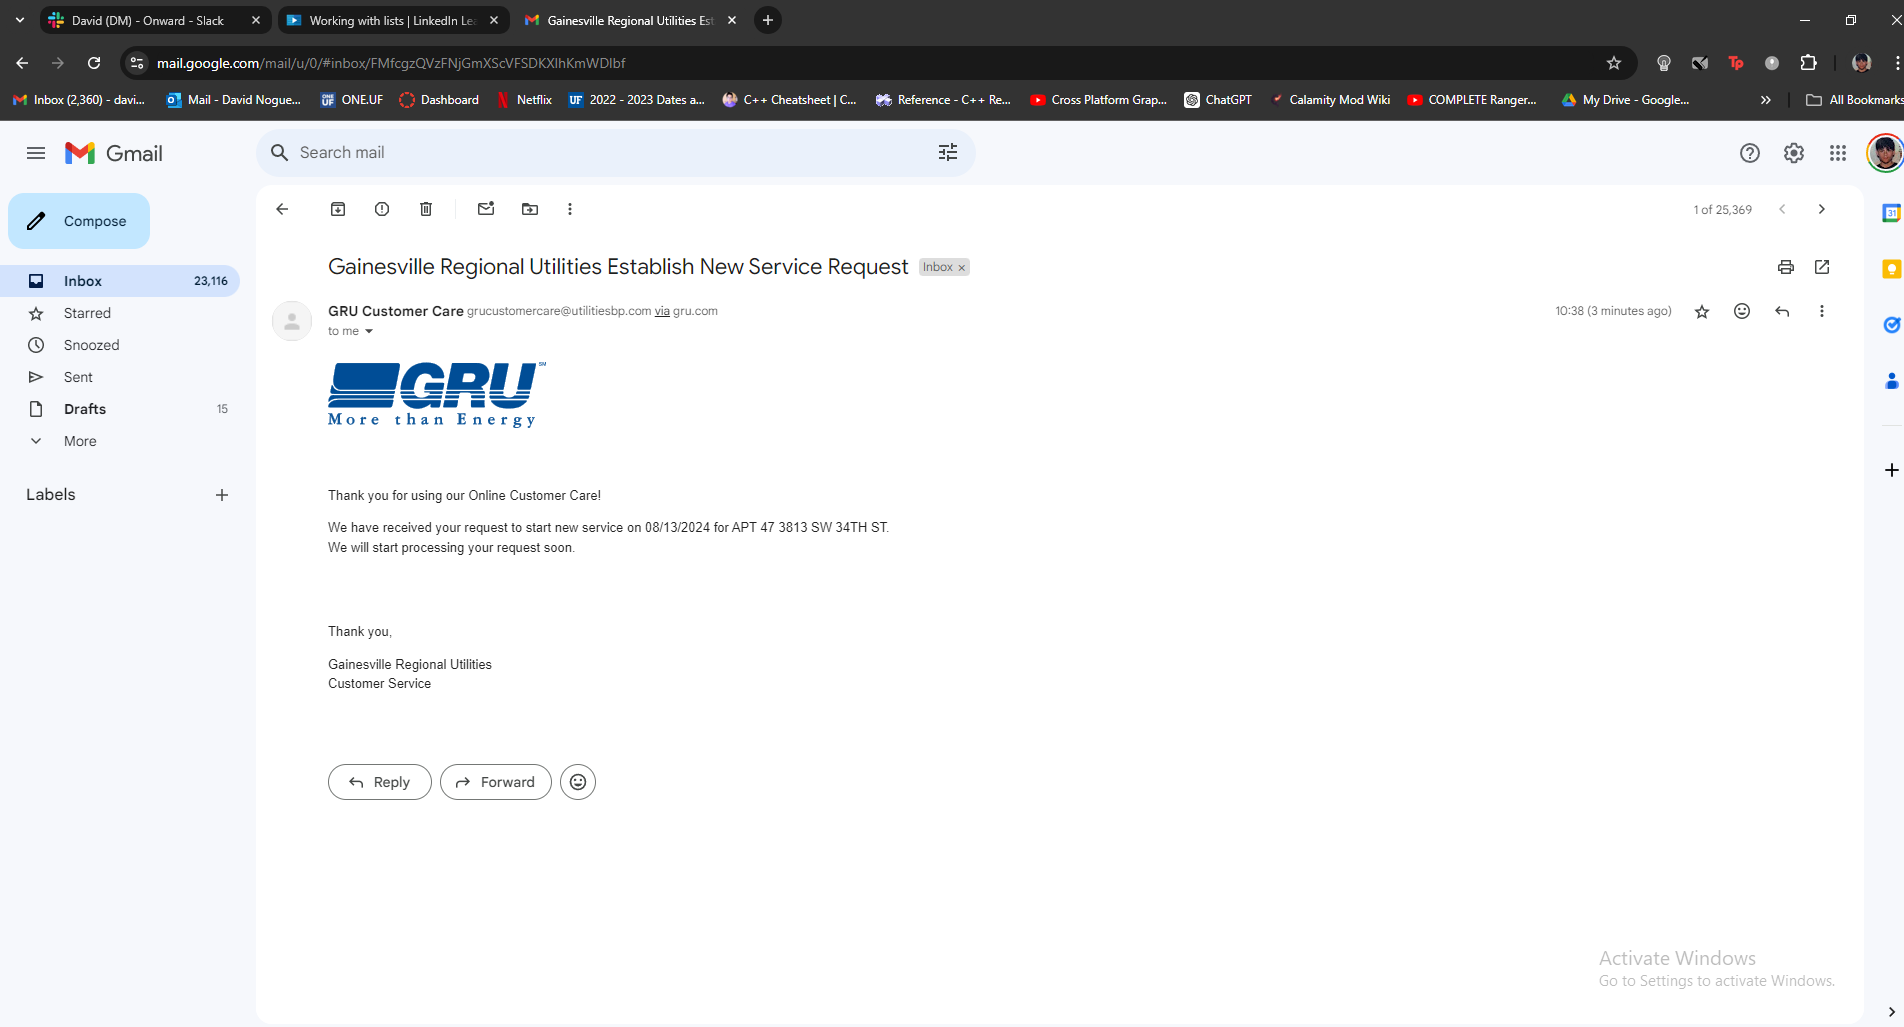 David (DM) - Onward - Slack
Working with lists | LinkedIn Le
Gainesville Regional Utilities Est
mail.google.com/mail/u/0/#inbox/FMfcgzQVzFNjGmXScVFSDKXlhKmWDlbf
Tp
Inbox (2,360) - davi...
Mail - David Nogue...
UF
ONE.UF
Dashboard
Netflix
UF
2022 - 2023 Dates a...
C++ Cheatsheet | C...
Reference - C++ Re...
Cross Platform Grap...
ChatGPT
Calamity Mod Wiki
COMPLETE Ranger...
My Drive - Google...
All Bookmarks
Gmail
Search mail
Compose
1 of 25,369
31
Gainesville Regional Utilities Establish New Service Request
Inbox ×
Inbox
23,116
Starred
Snoozed
Sent
Drafts
15
More
Labels
GRU Customer Care grucustomercare@utilitiesbp.com via gru.com
10:38 (3 minutes ago)
to me
GRU SM
More than Energy
Thank you for using our Online Customer Care!
We have received your request to start new service on 08/13/2024 for APT 47 3813 SW 34TH ST.
We will start processing your request soon.
Thank you,
Gainesville Regional Utilities
Customer Service
Reply
Forward
Activate Windows
Go to Settings to activate Windows.